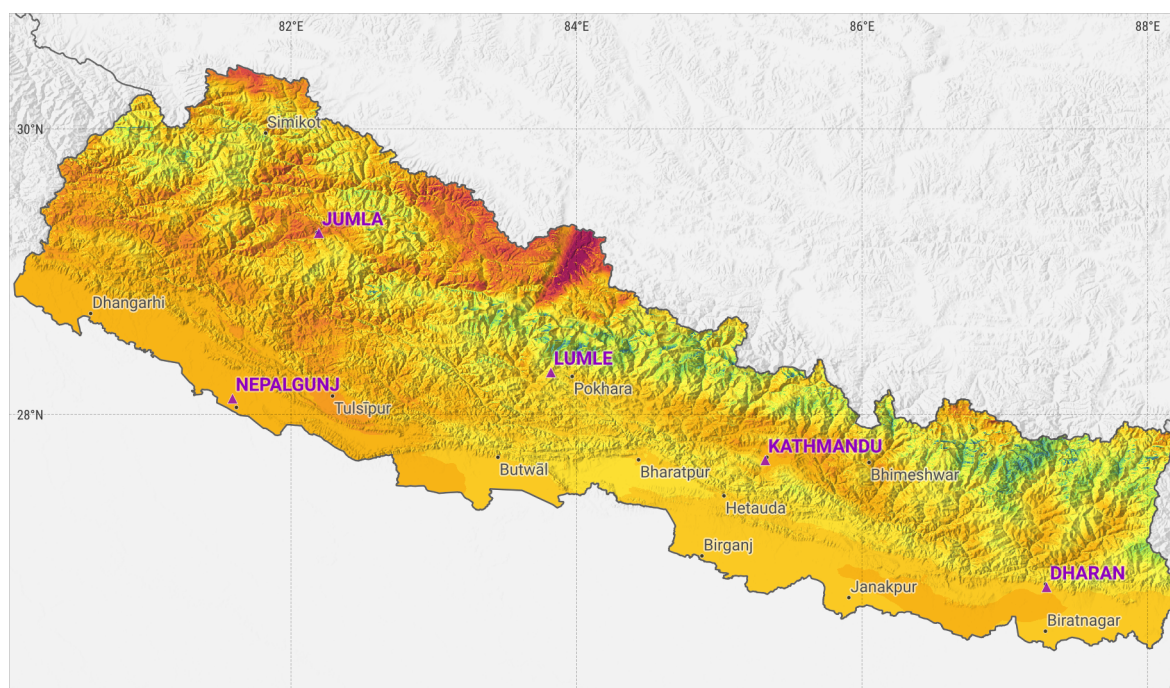 82°E
84°E
86°E
88°E
Simikot
30°N
JUMLA
Dhangarhi
LUMLE
NEPALGUNJ
Pokhara
Tulsīpur
28°N
KATHMANDU
Butwāl
Bharatpur
Bhimeshwar
Hetauda
Birganj
DHARAN
Janakpur
Biratnagar